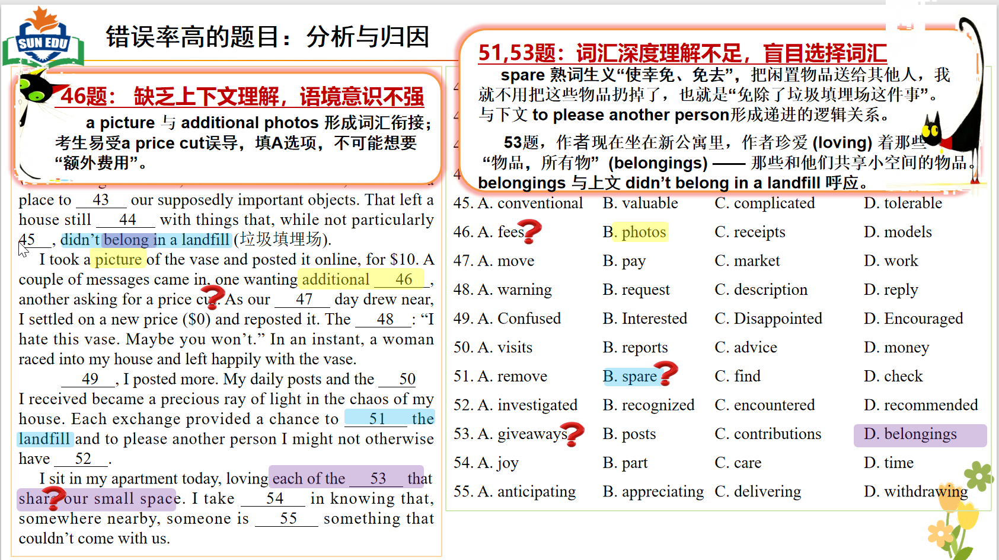 SUN EDU
错误率高的题目：分析与归因
46题： 缺乏上下文理解，语境意识不强
a picture 与 additional photos 形成词汇衔接；
考生易受a price cut误导，填A选项，不可能想要
“额外费用”。
place to 43 our supposedly important objects. That left a
house still 44 with things that, while not particularly
45 , didn’t belong in a landfill (垃圾填埋场).
I took a picture of the vase and posted it online, for $10. A
couple of messages came in, one wanting additional 46 ,
another asking for a price cut. As our 47 day drew near,
I settled on a new price ($0) and reposted it. The 48 : “I
hate this vase. Maybe you won’t.” In an instant, a woman
raced into my house and left happily with the vase.
49 , I posted more. My daily posts and the 50
I received became a precious ray of light in the chaos of my
house. Each exchange provided a chance to 51 the
landfill and to please another person I might not otherwise
have 52 .
I sit in my apartment today, loving each of the 53 that
share our small space. I take 54 in knowing that,
somewhere nearby, someone is 55 something that
couldn’t come with us.
51,53题：词汇深度理解不足，盲目选择词汇
spare 熟词生义“使幸免、免去”，把闲置物品送给其他人，我
就不用把这些物品扔掉了，也就是“免除了垃圾填埋场这件事”。
与下文 to please another person形成递进的逻辑关系。
53题，作者现在坐在新公寓里，作者珍爱 (loving) 着那些
“物品，所有物” (belongings) —— 那些和他们共享小空间的物品。
belongings 与上文 didn’t belong in a landfill 呼应。
45. A. conventional B. valuable C. complicated D. tolerable
46. A. fees B. photos C. receipts D. models
47. A. move B. pay C. market D. work
48. A. warning B. request C. description D. reply
49. A. Confused B. Interested C. Disappointed D. Encouraged
50. A. visits B. reports C. advice D. money
51. A. remove B. spare C. find D. check
52. A. investigated B. recognized C. encountered D. recommended
53. A. giveaways B. posts C. contributions D. belongings
54. A. joy B. part C. care D. time
55. A. anticipating B. appreciating C. delivering D. withdrawing